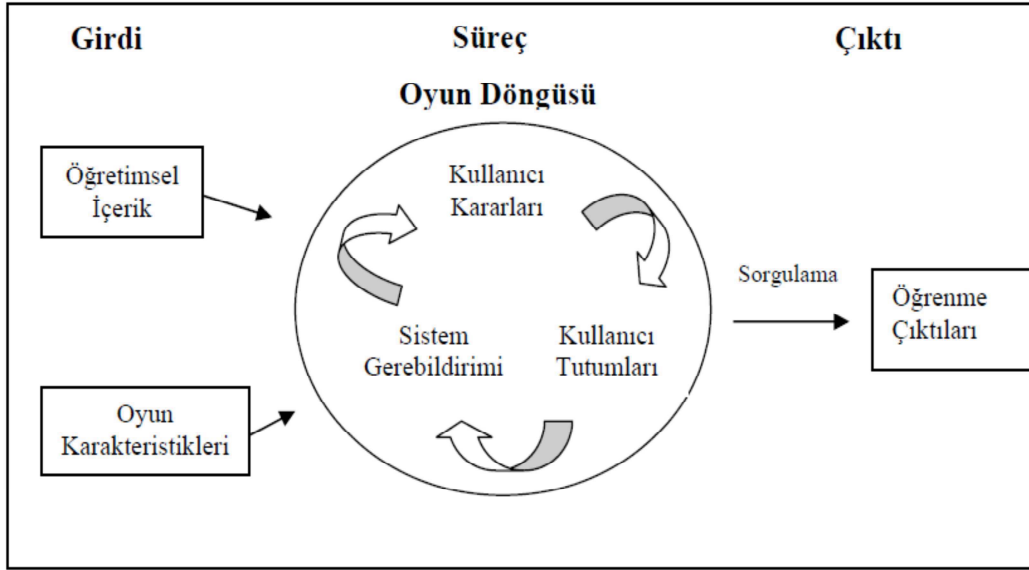 Girdi
Süreç
Çıktı
Oyun Döngüsü
Öğretimsel
İçerik
Kullanıcı
Kararları
Sorgulama
Öğrenme
Çıktıları
Sistem
Gerebildirimi
Kullanıcı
Tutumları
Oyun
Karakteristikleri